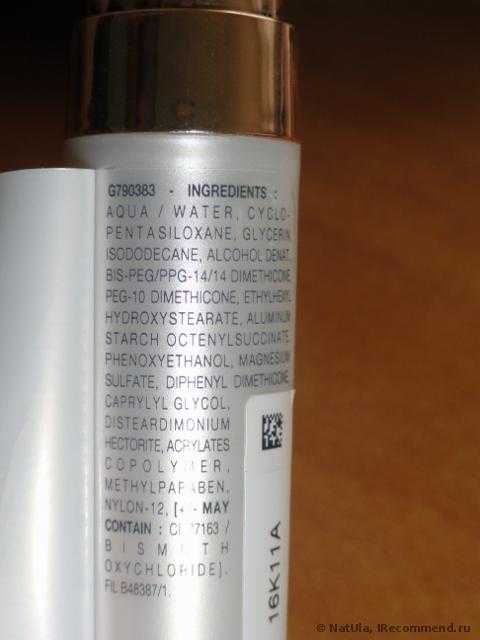 G790383 - INGREDIENTS :
AQUA / WATER, CYCLO-
PENTASILOXANE, GLYCERIN,
ISODODECANE, ALCOHOL DENAT,
BIS-PEG/PPG-14/14 DIMETHICONE,
PEG-10 DIMETHICONE, ETHYLHEXYL
HYDROXYSTEARATE, ALUMINUM
STARCH OCTENYLSUCCINATE,
PHENOXYETHANOL, MAGNESIUM
SULFATE, DIPHENYL DIMETHICONE,
CAPRYLYL GLYCOL,
DISTEARDIMONIUM
HECTORITE, ACRYLATES
COPOLYMER,
METHYLPARABEN,
NYLON-12, [+ - MAY
CONTAIN : CI 77163 /
BISMUTH
OXYCHLORIDE].
FIL B48387/1.
16K11A
© NatUla, IRecommend.ru